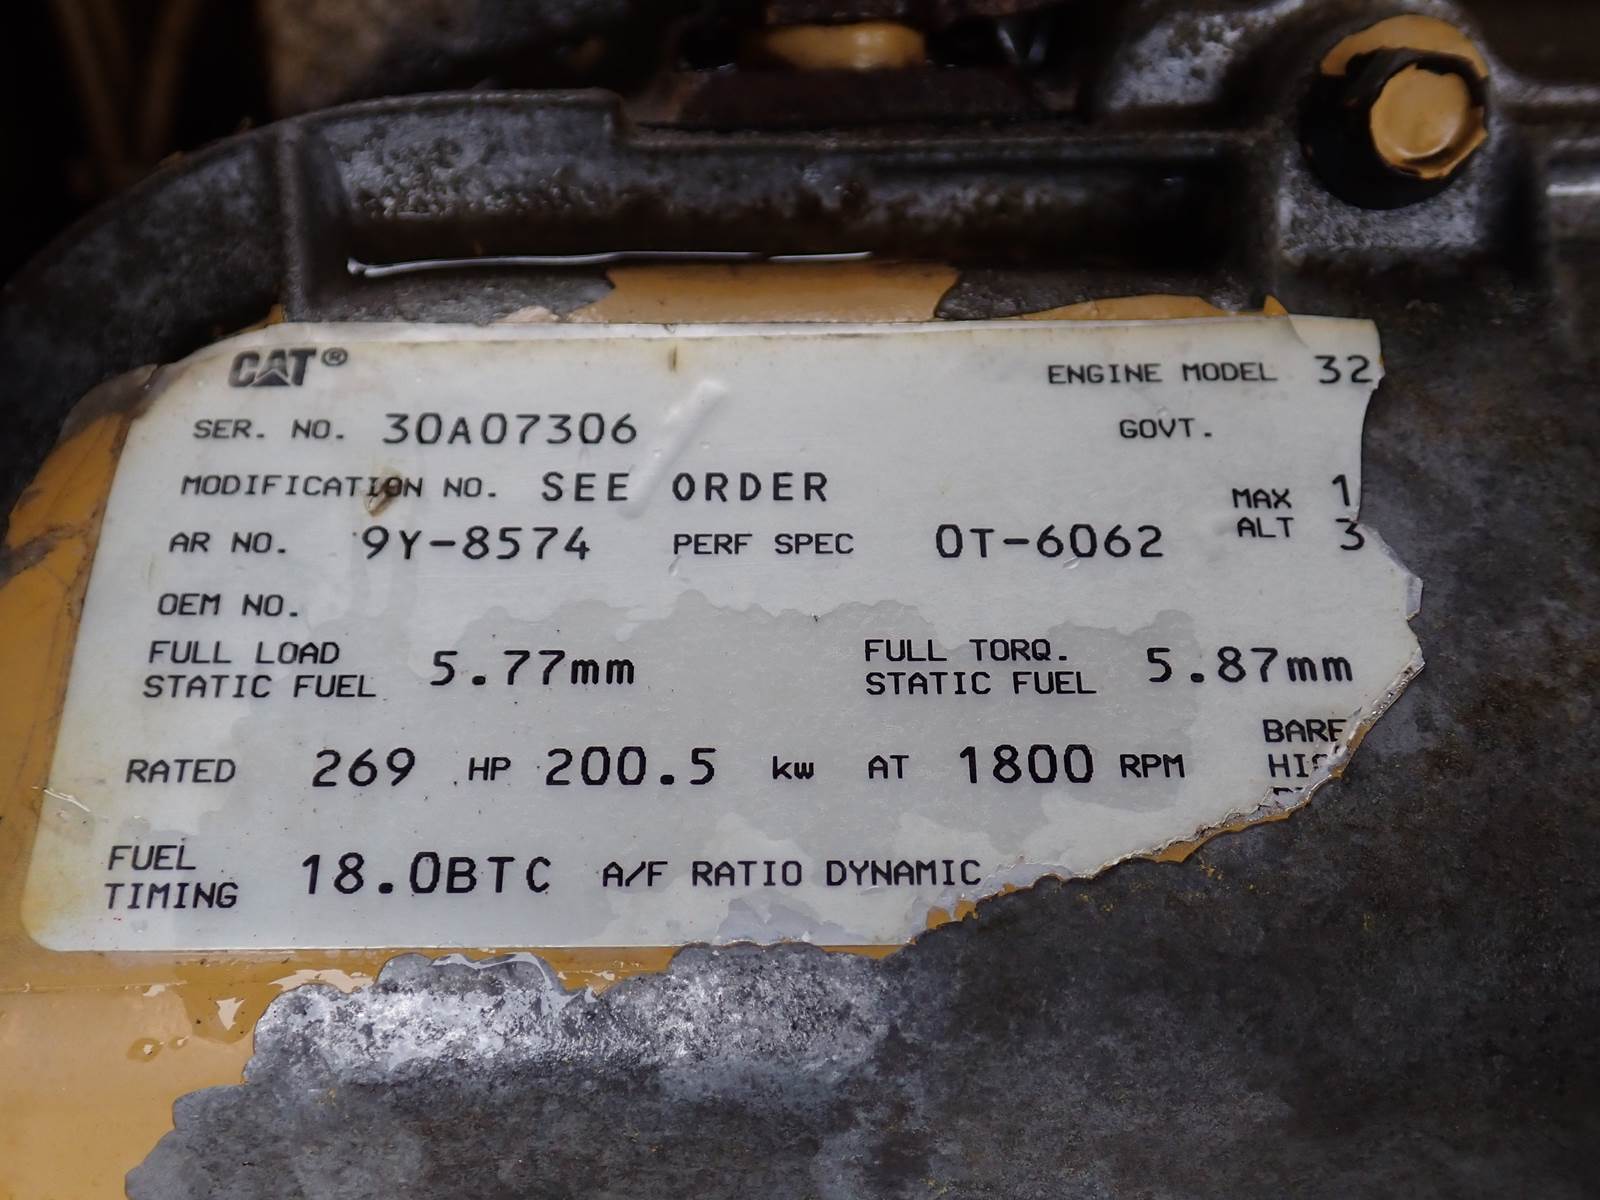 CAT® ENGINE MODEL 32
SER. NO. 30A07306 GOVT.
MODIFICATION NO. SEE ORDER MAX 1
AR NO. 9Y-8574 PERF SPEC 0T-6062 ALT 3
OEM NO.
FULL LOAD FULL TORQ.
STATIC FUEL 5.77mm STATIC FUEL 5.87mm
BARE
RATED 269 HP 200.5 kw AT 1800 RPM
FUEL
TIMING 18.0BTC A/F RATIO DYNAMIC